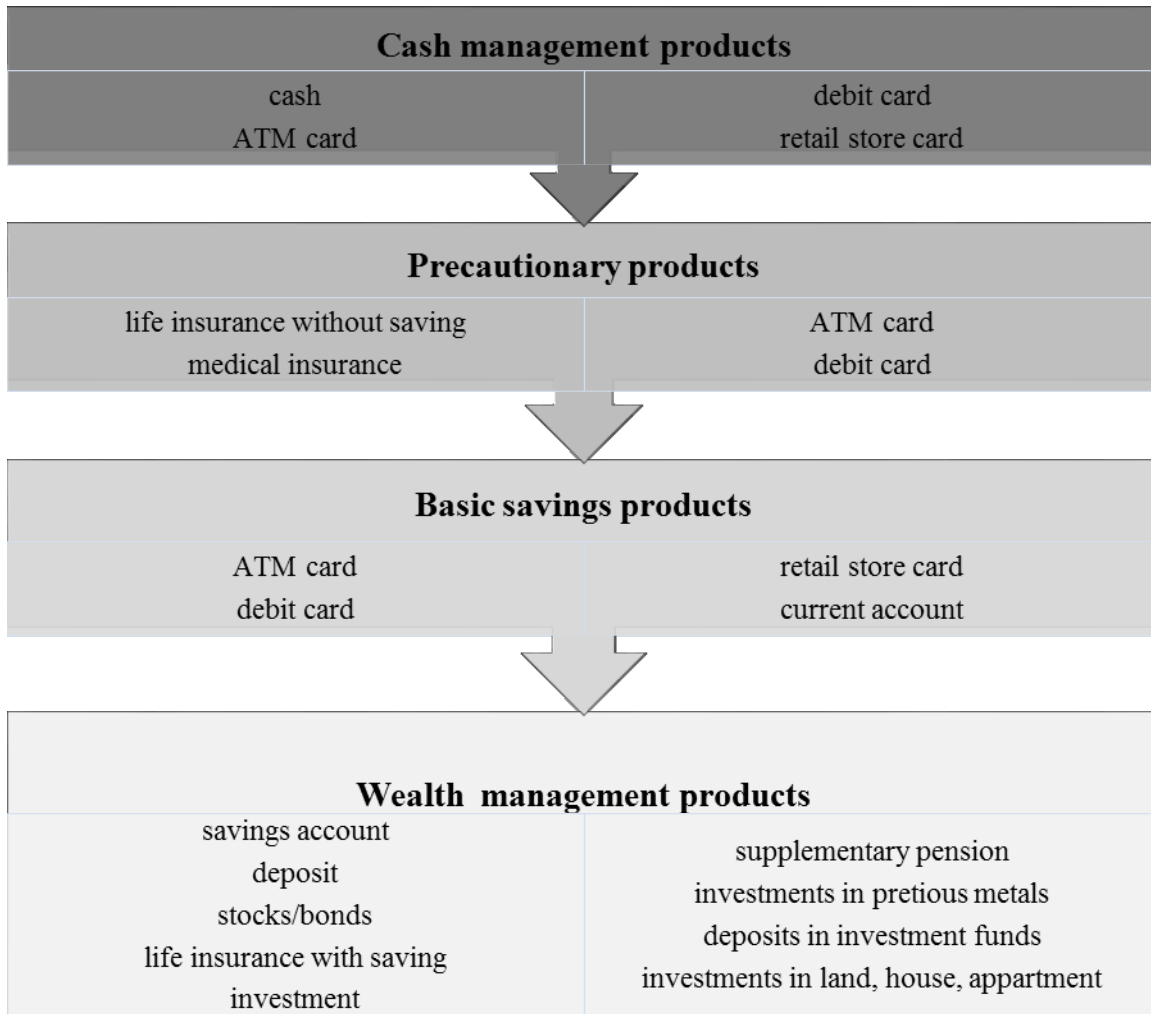 Cash management products
cash
ATM card
debit card
retail store card
Precautionary products
life insurance without saving
medical insurance
ATM card
debit card
Basic savings products
ATM card
debit card
retail store card
current account
Wealth management products
savings account
deposit
stocks/bonds
life insurance with saving
investment
supplementary pension
investments in pretious metals
deposits in investment funds
investments in land, house, appartment